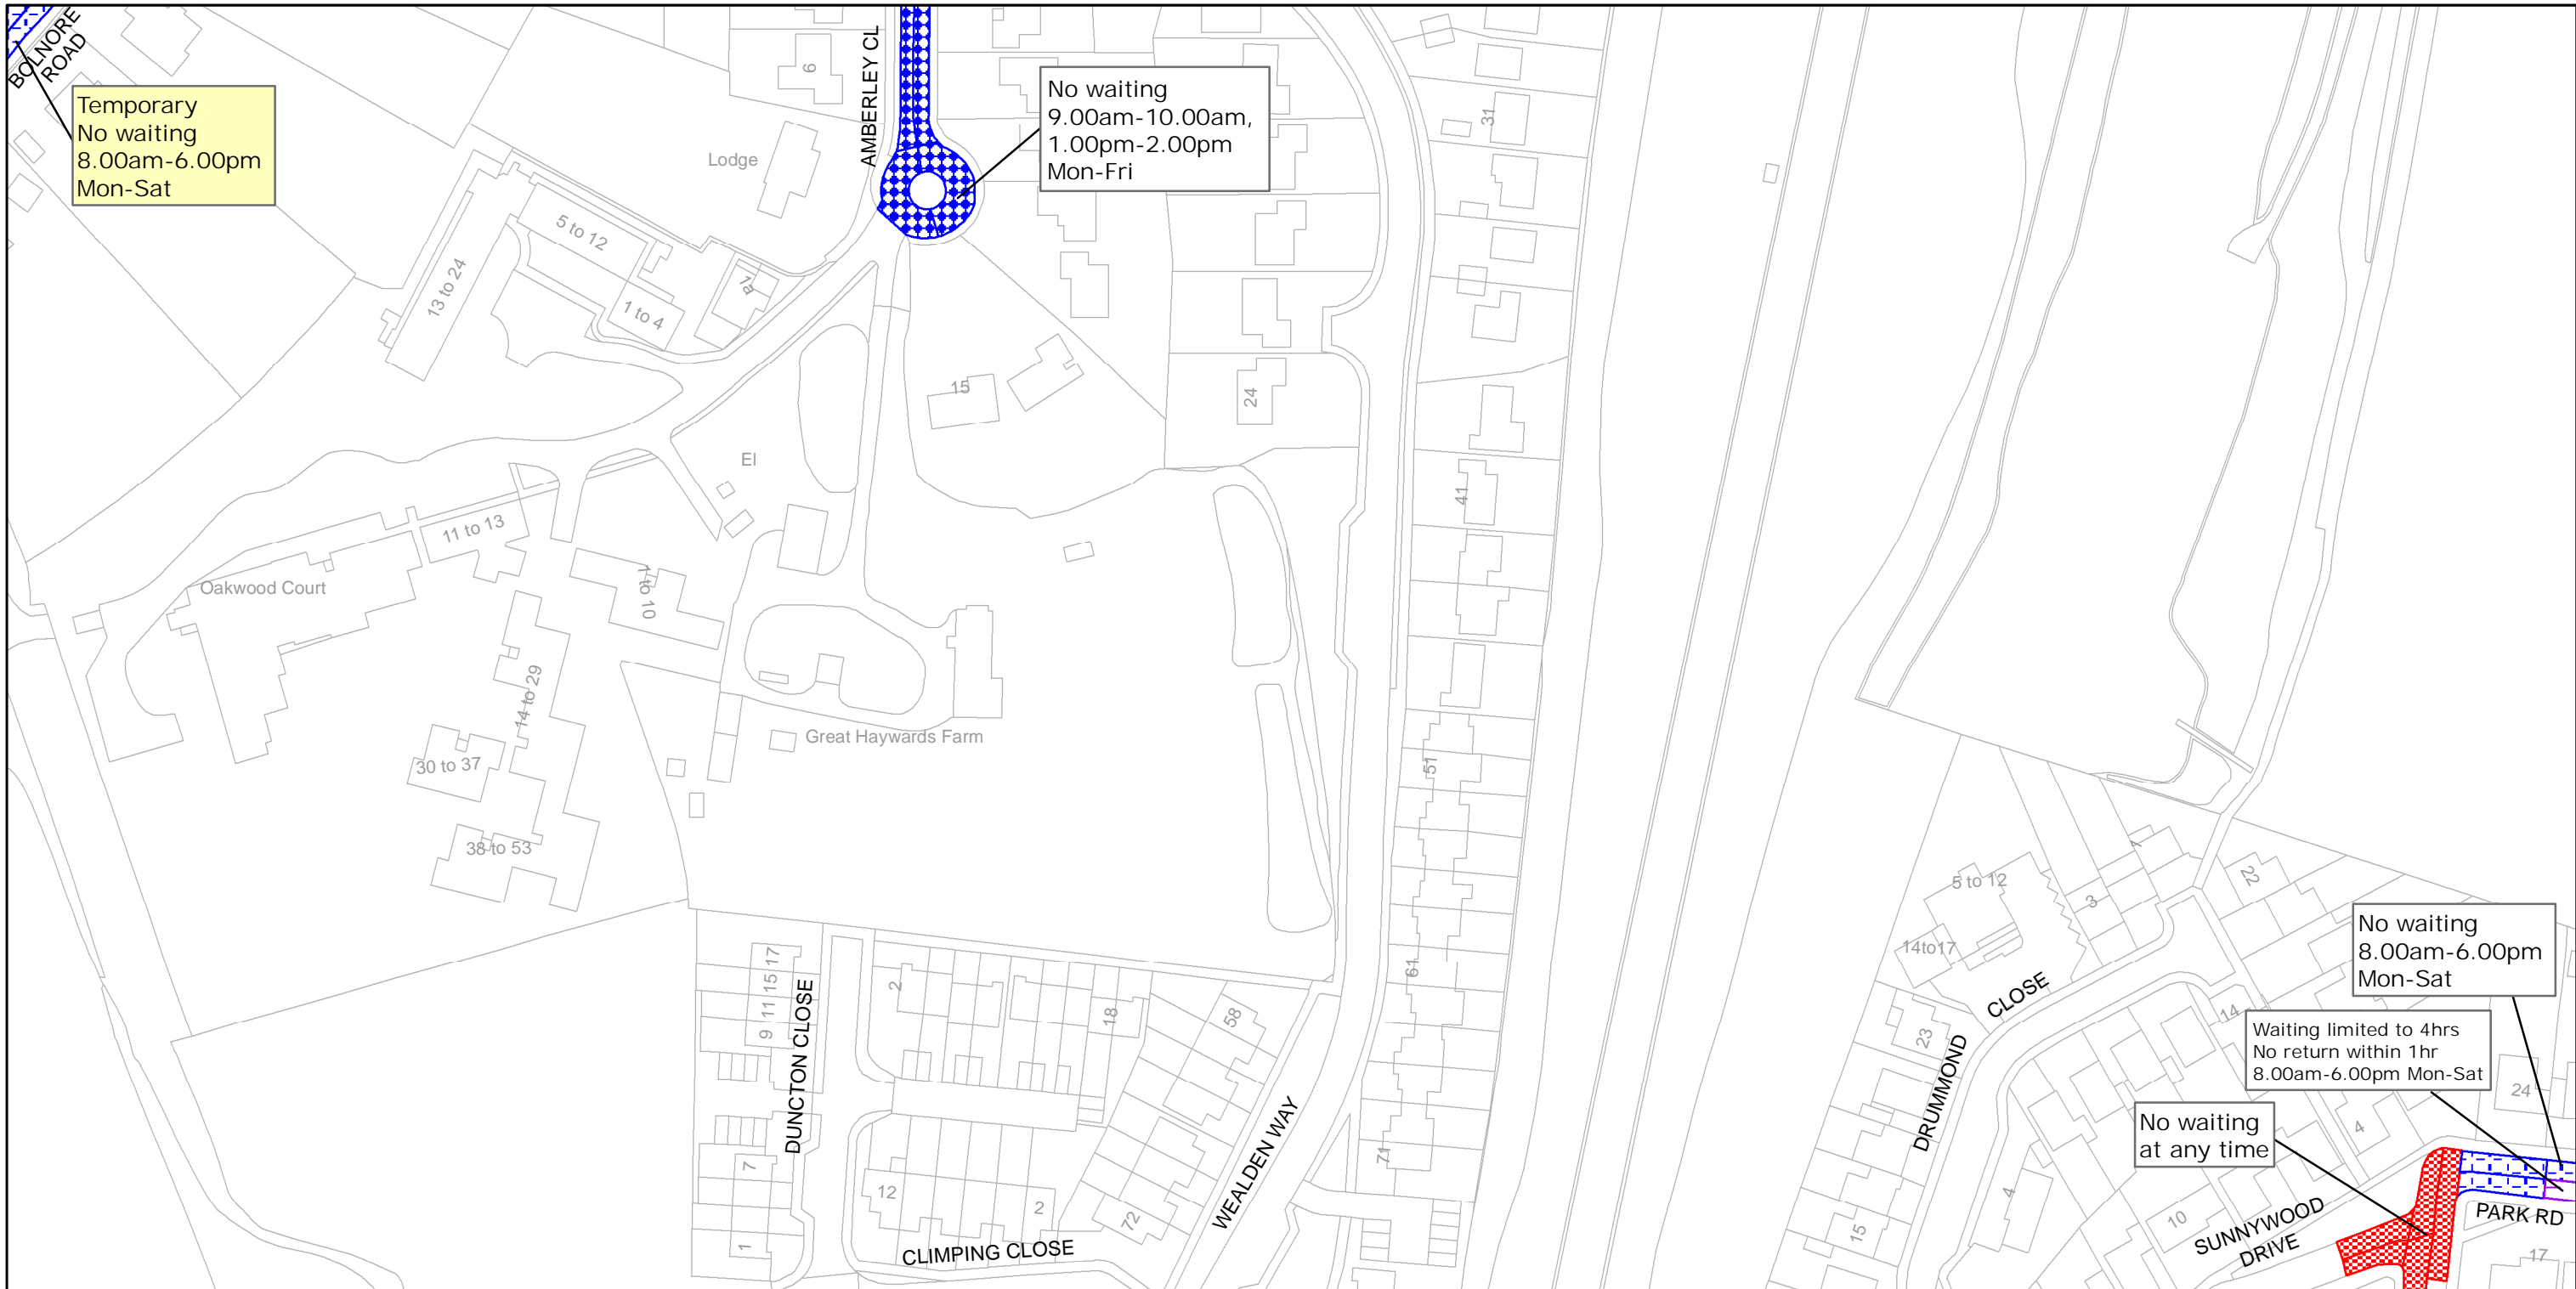 BOLNORE
ROAD
Temporary
No waiting
8.00am-6.00pm
Mon-Sat
6
AMBERLEY CL
No waiting
9.00am-10.00am,
1.00pm-2.00pm
Mon-Fri
31
Lodge
5 to 12
13 to 24
1 to 4
1a
15
24
El
41
11 to 13
Oakwood Court
1 to 10
14 to 29
Great Haywards Farm
30 to 37
51
38 to 53
1
5 to 12
3
22
14to17
No waiting
8.00am-6.00pm
Mon-Sat
17
15
11
9
DUNCTON CLOSE
2
18
58
61
CLOSE
14
23
DRUMMOND
Waiting limited to 4hrs
No return within 1hr
8.00am-6.00pm Mon-Sat
24
No waiting
at any time
4
7
1
12
2
72
CLIMPING CLOSE
WEALDEN WAY
71
15
4
10
SUNNYWOOD
DRIVE
PARK RD
17